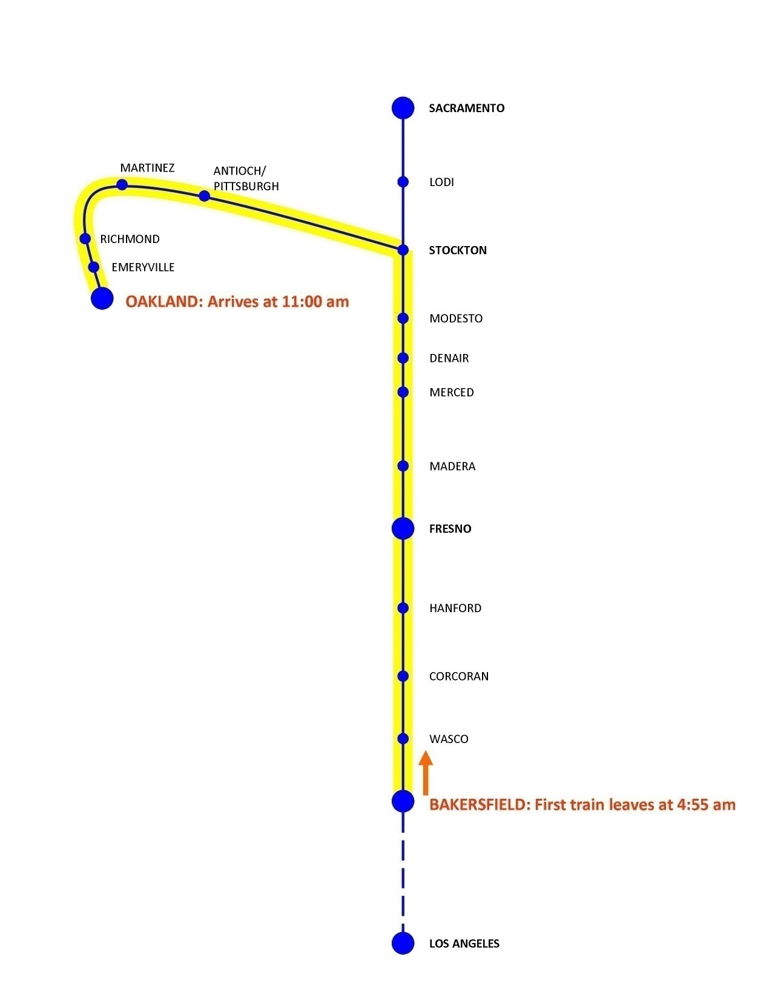 SACRAMENTO
MARTINEZ
ANTIOCH/
PITTSBURGH
LODI
RICHMOND
STOCKTON
EMERYVILLE
OAKLAND: Arrives at 11:00 am
MODESTO
DENAIR
MERCED
MADERA
FRESNO
HANFORD
CORCORAN
WASCO
BAKERSFIELD: First train leaves at 4:55 am
LOS ANGELES